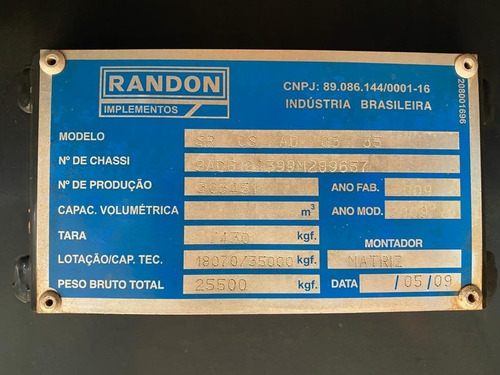 RANDON
IMPLEMENTOS
CNPJ: 89.086.144/0001-16
INDÚSTRIA BRASILEIRA
208001696
MODELO SR CS
Nº DE CHASSI
Nº DE PRODUÇÃO ANO FAB.
CAPAC. VOLUMÉTRICA m³ ANO MOD.
TARA kgf.
LOTAÇÃO/CAP. TEC. 18070/35000 kgf. MONTADOR
MATRIZ
PESO BRUTO TOTAL 25500 kgf. DATA /05/09